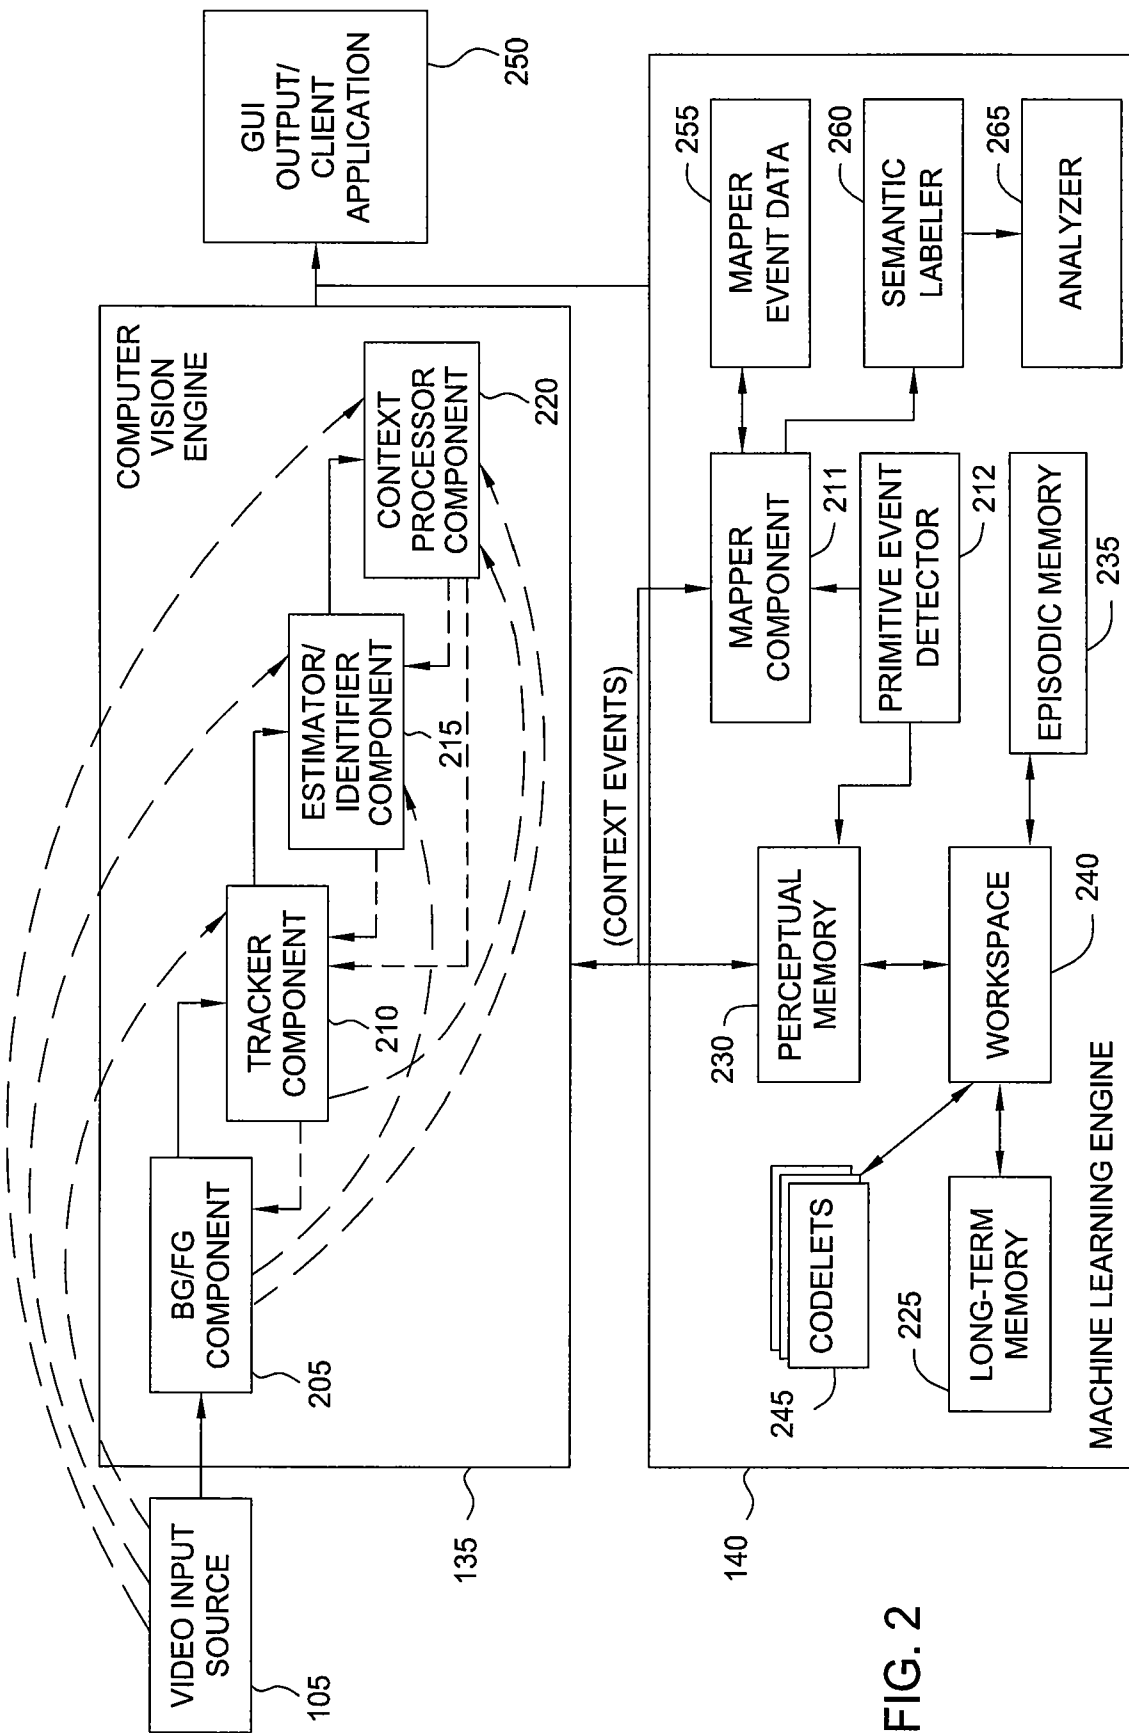 VIDEO INPUT
SOURCE
105
COMPUTER
VISION
ENGINE
135
BG/FG
COMPONENT
205
TRACKER
COMPONENT
210
ESTIMATOR/
IDENTIFIER
COMPONENT
215
CONTEXT
PROCESSOR
COMPONENT
220
GUI
OUTPUT/
CLIENT
APPLICATION
250
(CONTEXT EVENTS)
140
PERCEPTUAL
MEMORY
230
MAPPER
COMPONENT
211
MAPPER
EVENT DATA
255
CODELETS
245
PRIMITIVE EVENT
DETECTOR
212
SEMANTIC
LABELER
260
LONG-TERM
MEMORY
225
WORKSPACE
240
EPISODIC MEMORY
235
ANALYZER
265
MACHINE LEARNING ENGINE
FIG. 2